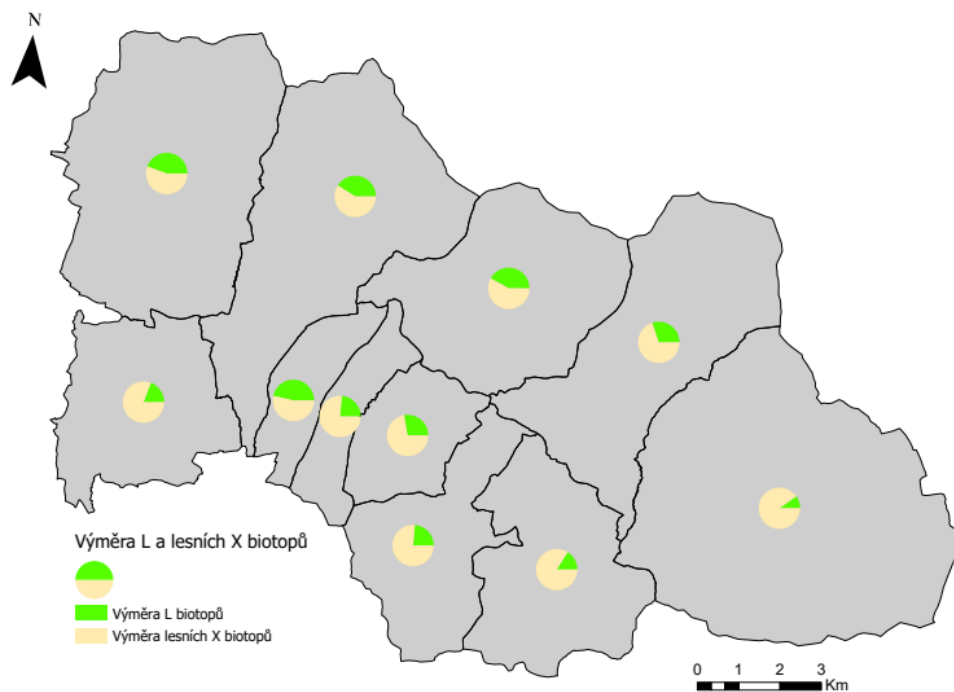 N
Výměra L a lesních X biotopů
Výměra L biotopů
Výměra lesních X biotopů
0 1 2 3
Km